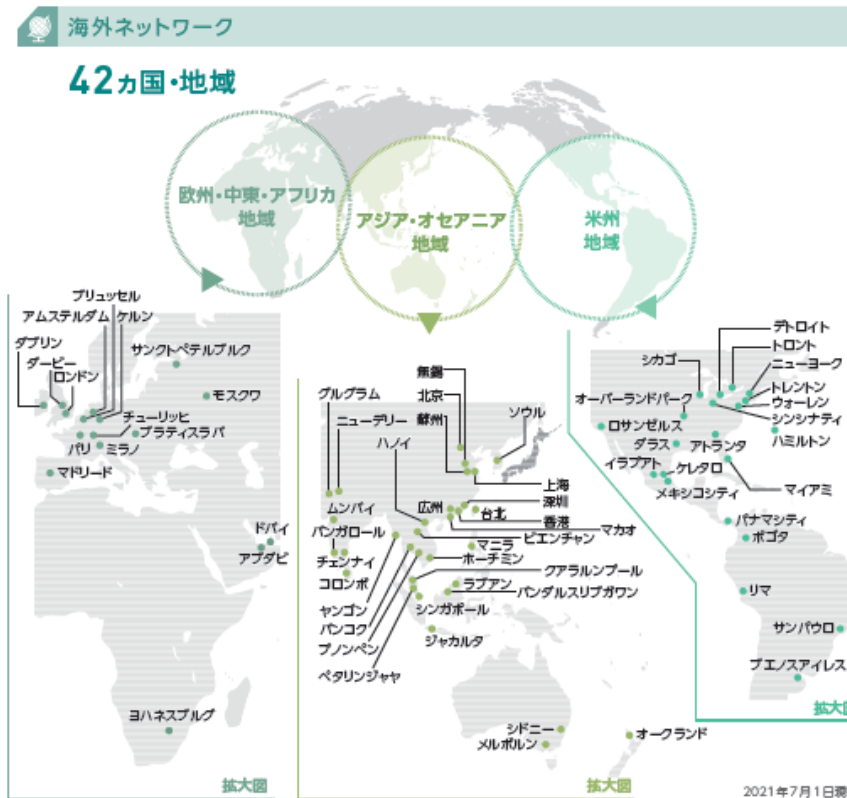 海外ネットワーク
42ヵ国・地域
欧州・中東・アフリカ
地域
アジア・オセアニア
地域
米州
地域
ブリュッセル
アムステルダム
ケルン
ダブリン
ダービー
ロンドン
サンクトペテルブルク
モスクワ
チューリッヒ
ブラティスラバ
パリ
ミラノ
マドリード
ドバイ
アブダビ
ヨハネスブルグ
拡大図
無錫
北京
蘇州
グルグラム
ニューデリー
ハノイ
ソウル
上海
深圳
広州
台北
香港
マカオ
ムンバイ
バンガロール
ビエンチャン
マニラ
チェンナイ
ホーチミン
コロンボ
クアラルンプール
ラブアン
バンダルスリブガワン
ヤンゴン
シンガポール
バンコク
ジャカルタ
プノンペン
ペタリンジャヤ
シドニー
メルボルン
オークランド
拡大図
デトロイト
トロント
シカゴ
ニューヨーク
オーバーランドパーク
トレントン
ウォーレン
シンシナティ
ロサンゼルス
ハミルトン
ダラス
アトランタ
イラプアト
ケレタロ
マイアミ
メキシコシティ
パナマシティ
ボゴタ
リマ
サンパウロ
ブエノスアイレス
拡大図
2021年7月1日現